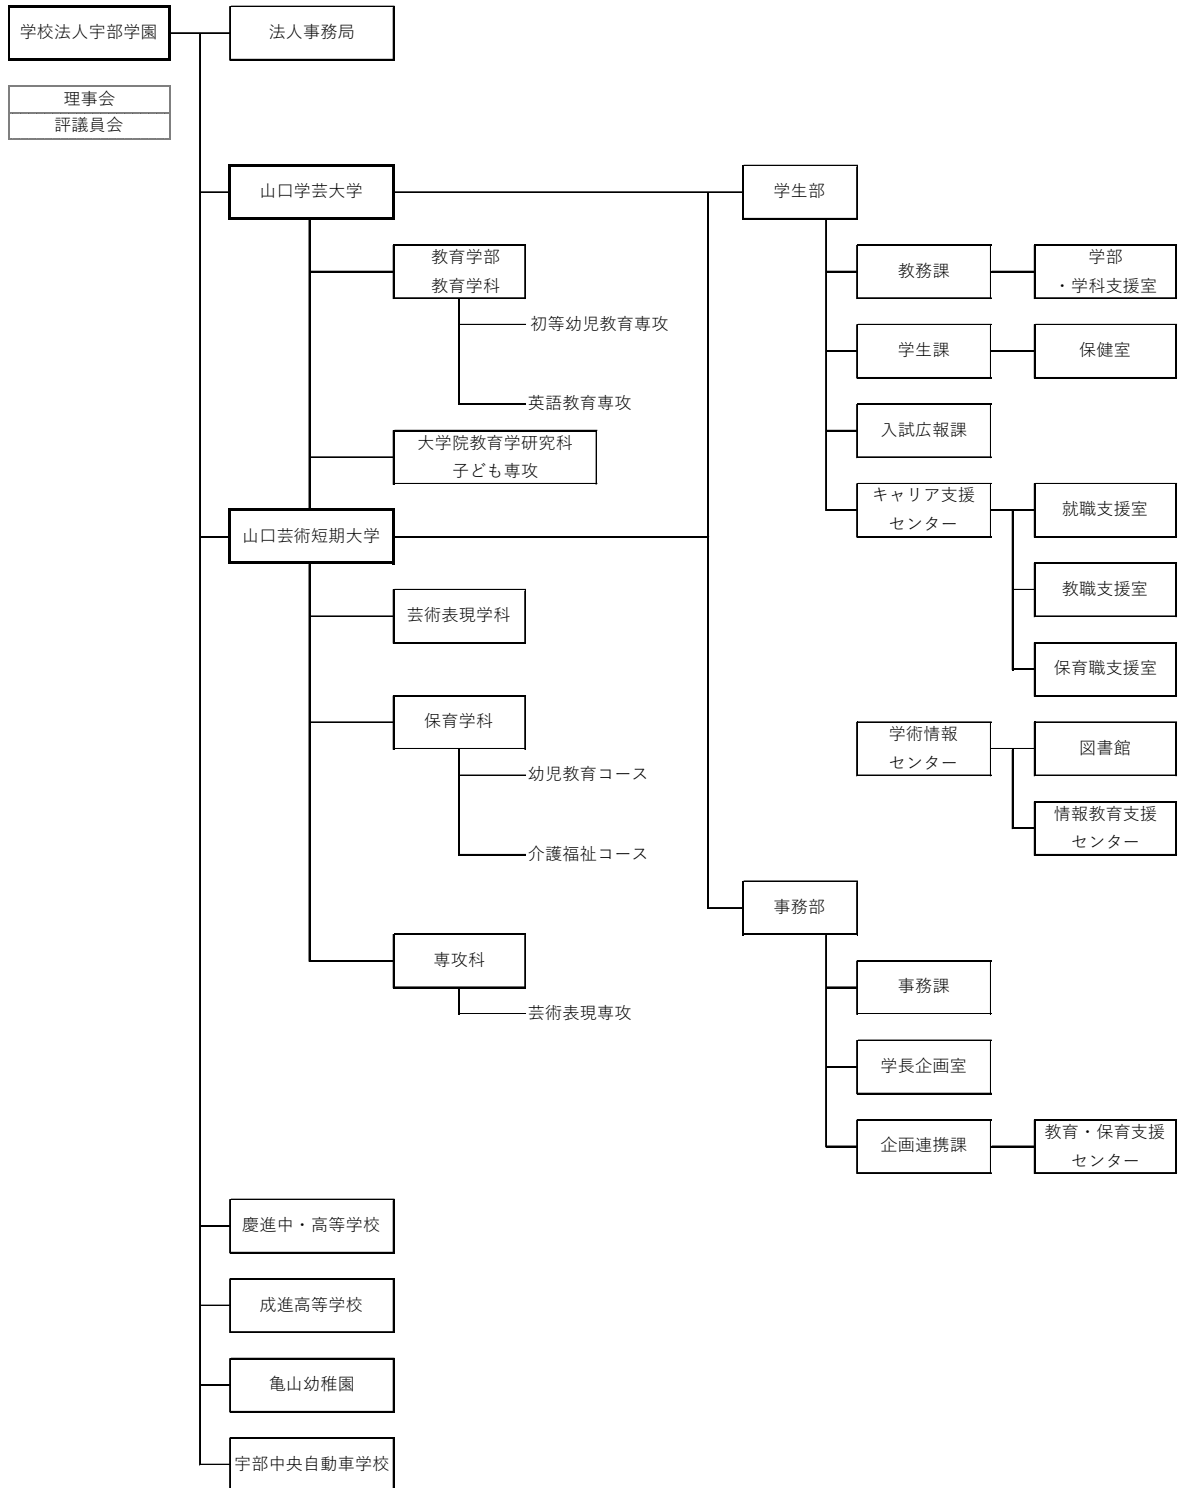 学校法人宇部学園
法人事務局
理事会
評議員会
山口学芸大学
学生部
教育学部
教育学科
教務課
学部
・学科支援室
初等幼児教育専攻
学生課
保健室
英語教育専攻
入試広報課
大学院教育学研究科
子ども専攻
キャリア支援
センター
就職支援室
山口芸術短期大学
教職支援室
芸術表現学科
保育職支援室
保育学科
学術情報
センター
図書館
幼児教育コース
情報教育支援
センター
介護福祉コース
事務部
専攻科
事務課
芸術表現専攻
学長企画室
企画連携課
教育・保育支援
センター
慶進中・高等学校
成進高等学校
亀山幼稚園
宇部中央自動車学校